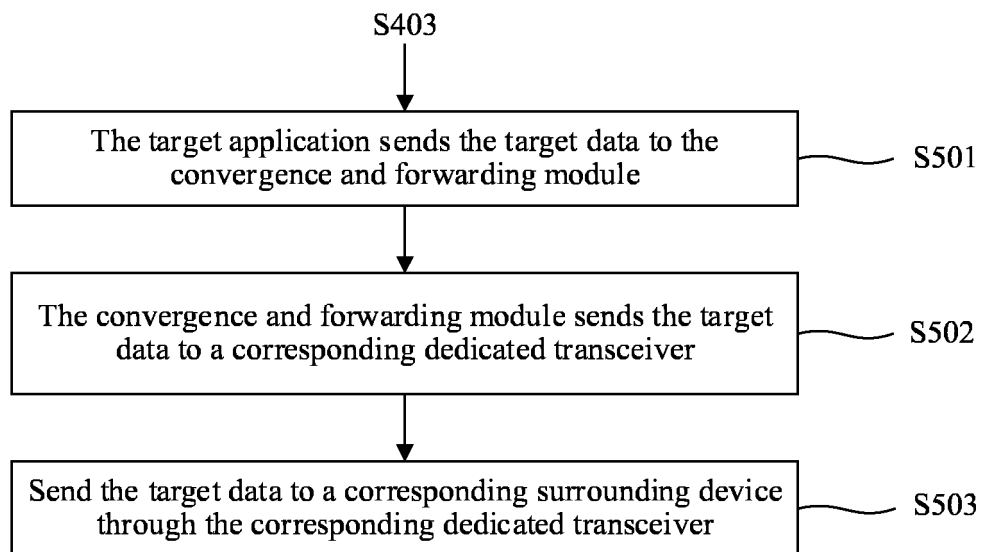 S403
The target application sends the target data to the
convergence and forwarding module
S501
The convergence and forwarding module sends the target
data to a corresponding dedicated transceiver
S502
Send the target data to a corresponding surrounding device
through the corresponding dedicated transceiver
S503